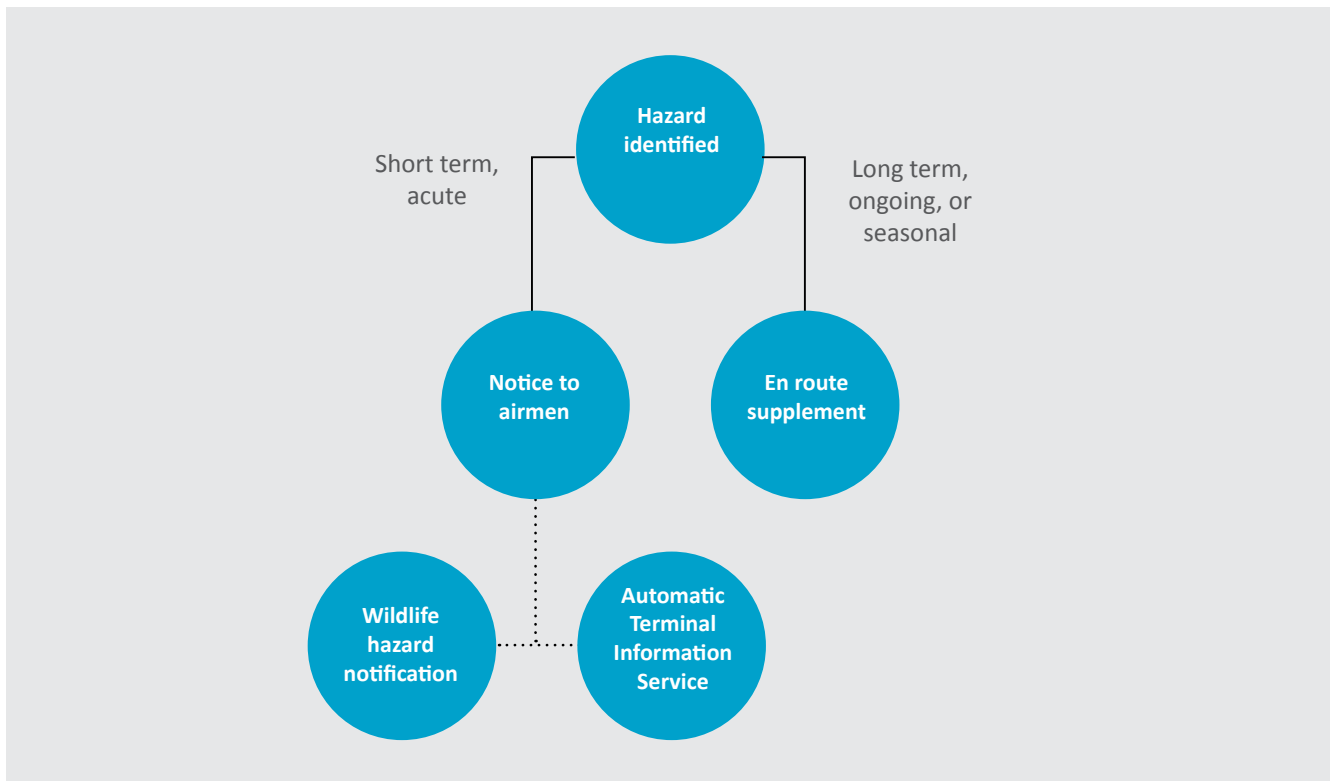 Hazard
identified
Short term,
acute
Long term,
ongoing, or
seasonal
Notice to
airmen
En route
supplement
Wildlife
hazard
notification
Automatic
Terminal
Information
Service